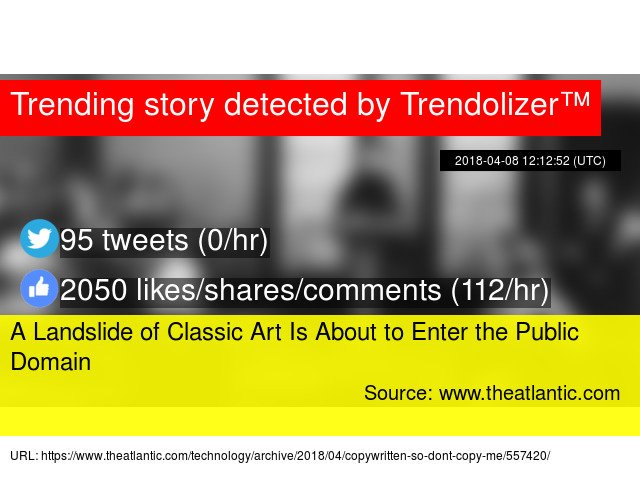 Trending story detected by Trendolizer™
2018-04-08 12:12:52 (UTC)
95 tweets (0/hr)
2050 likes/shares/comments (112/hr)
A Landslide of Classic Art Is About to Enter the Public
Domain
Source: www.theatlantic.com
URL: https://www.theatlantic.com/technology/archive/2018/04/copywritten-so-dont-copy-me/557420/